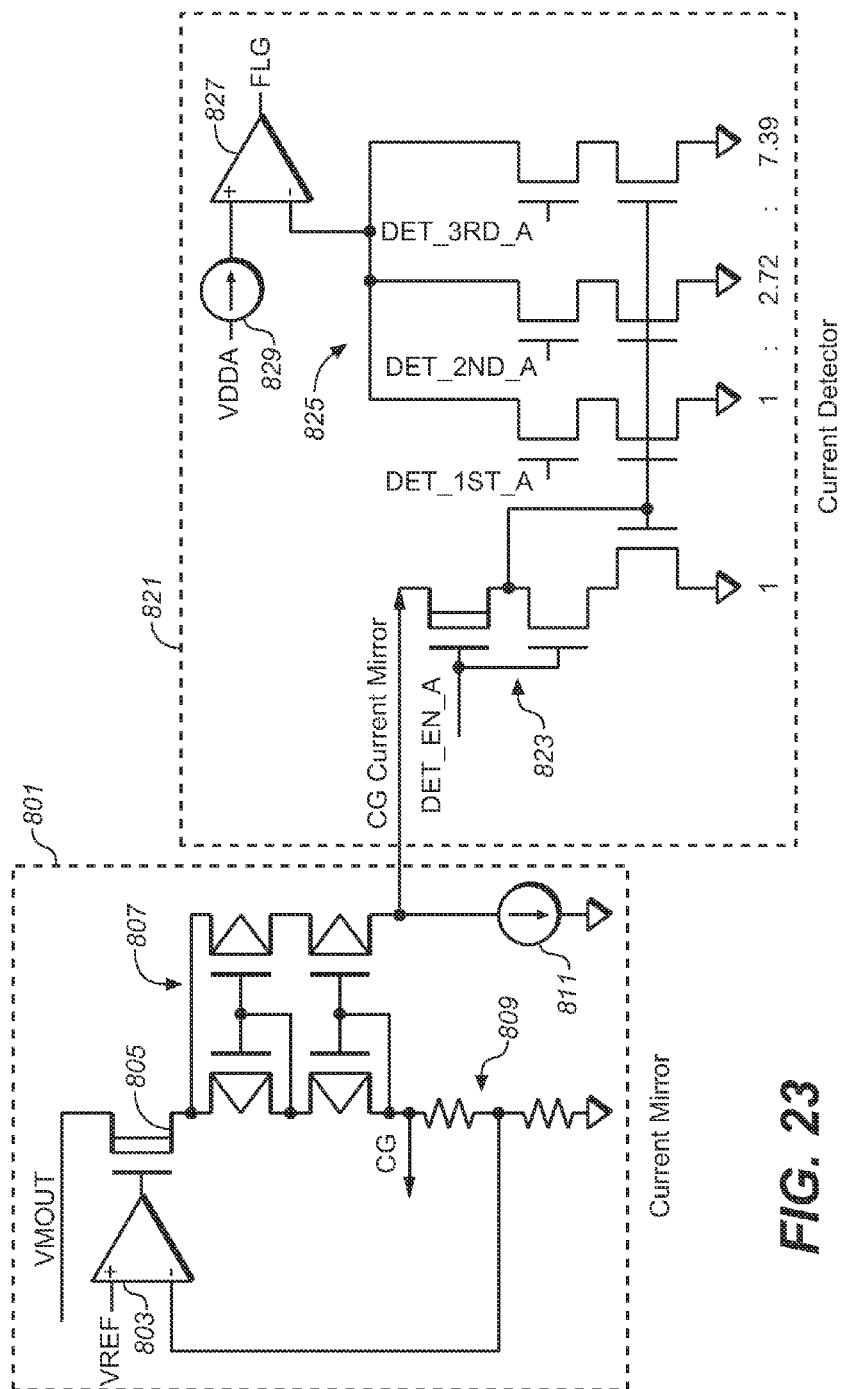 801
VMOUT
805
807
VREF
+
-
803
CG
809
811
Current Mirror
821
CG Current Mirror
DET_EN_A
823
VDDA
829
825
+
-
827
FLG
DET_1ST_A
DET_2ND_A
DET_3RD_A
1
1 : 2.72 : 7.39
Current Detector
FIG. 23